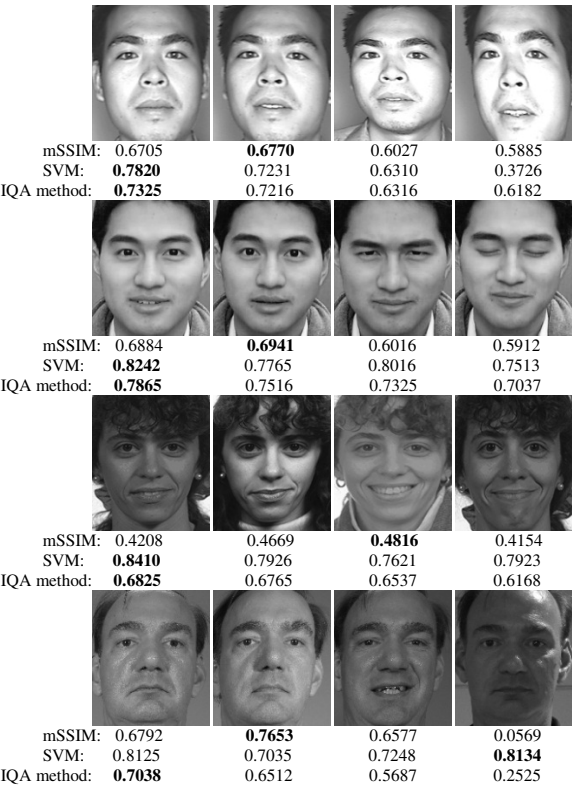 mSSIM: 0.6705 0.6770 0.6027 0.5885
SVM: 0.7820 0.7231 0.6310 0.3726
IQA method: 0.7325 0.7216 0.6316 0.6182
mSSIM: 0.6884 0.6941 0.6016 0.5912
SVM: 0.8242 0.7765 0.8016 0.7513
IQA method: 0.7865 0.7516 0.7325 0.7037
mSSIM: 0.4208 0.4669 0.4816 0.4154
SVM: 0.8410 0.7926 0.7621 0.7923
IQA method: 0.6825 0.6765 0.6537 0.6168
mSSIM: 0.6792 0.7653 0.6577 0.0569
SVM: 0.8125 0.7035 0.7248 0.8134
IQA method: 0.7038 0.6512 0.5687 0.2525